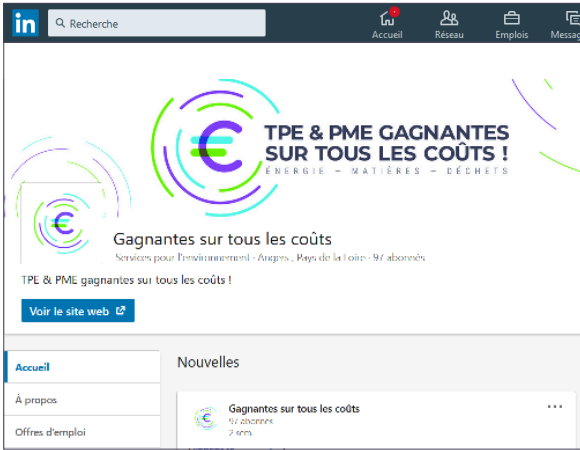 in
Recherche
Accueil
Réseau
Emplois
Messag
TPE & PME GAGNANTES
SUR TOUS LES COÛTS !
ÉNERGIE – MATIÈRES – DÉCHETS
Gagnantes sur tous les coûts
Services pour l'environnement · Angers, Pays de la Loire · 97 abonnés
TPE & PME gagnantes sur tous les coûts !
Voir le site web
Accueil
À propos
Offres d'emploi
Nouvelles
Gagnantes sur tous les coûts
97 abonnés
2 sem.